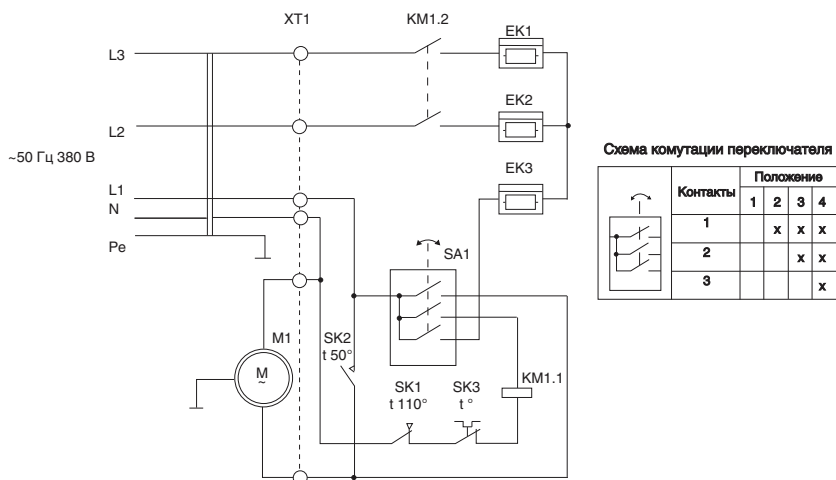 XT1
KM1.2
EK1
L3
EK2
L2
~50 Гц 380 В
EK3
L1
N
Pe
SA1
M1
M
~
SK2
t 50°
SK1
t 110°
SK3
t °
KM1.1
Схема комутации переключателя
Контакты
Положение
1 2 3 4
1 x x x
2 x x
3 x